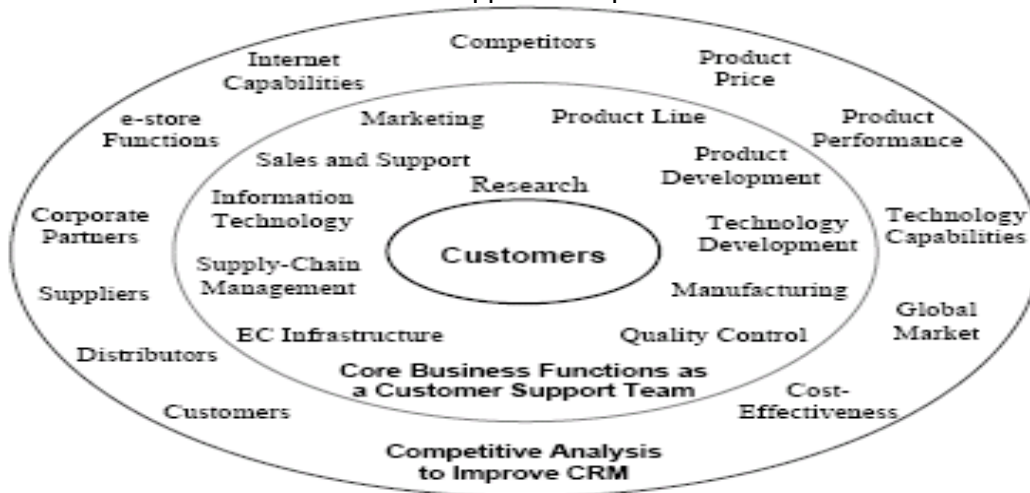 Competitors
Internet
Capabilities
Product
Price
e-store
Functions
Marketing
Product Line
Product
Performance
Sales and Support
Product
Development
Research
Information
Technology
Corporate
Partners
Technology
Development
Technology
Capabilities
Customers
Supply-Chain
Management
Suppliers
Manufacturing
Global
Market
EC Infrastructure
Quality Control
Distributors
Core Business Functions as
a Customer Support Team
Customers
Cost-
Effectiveness
Competitive Analysis
to Improve CRM